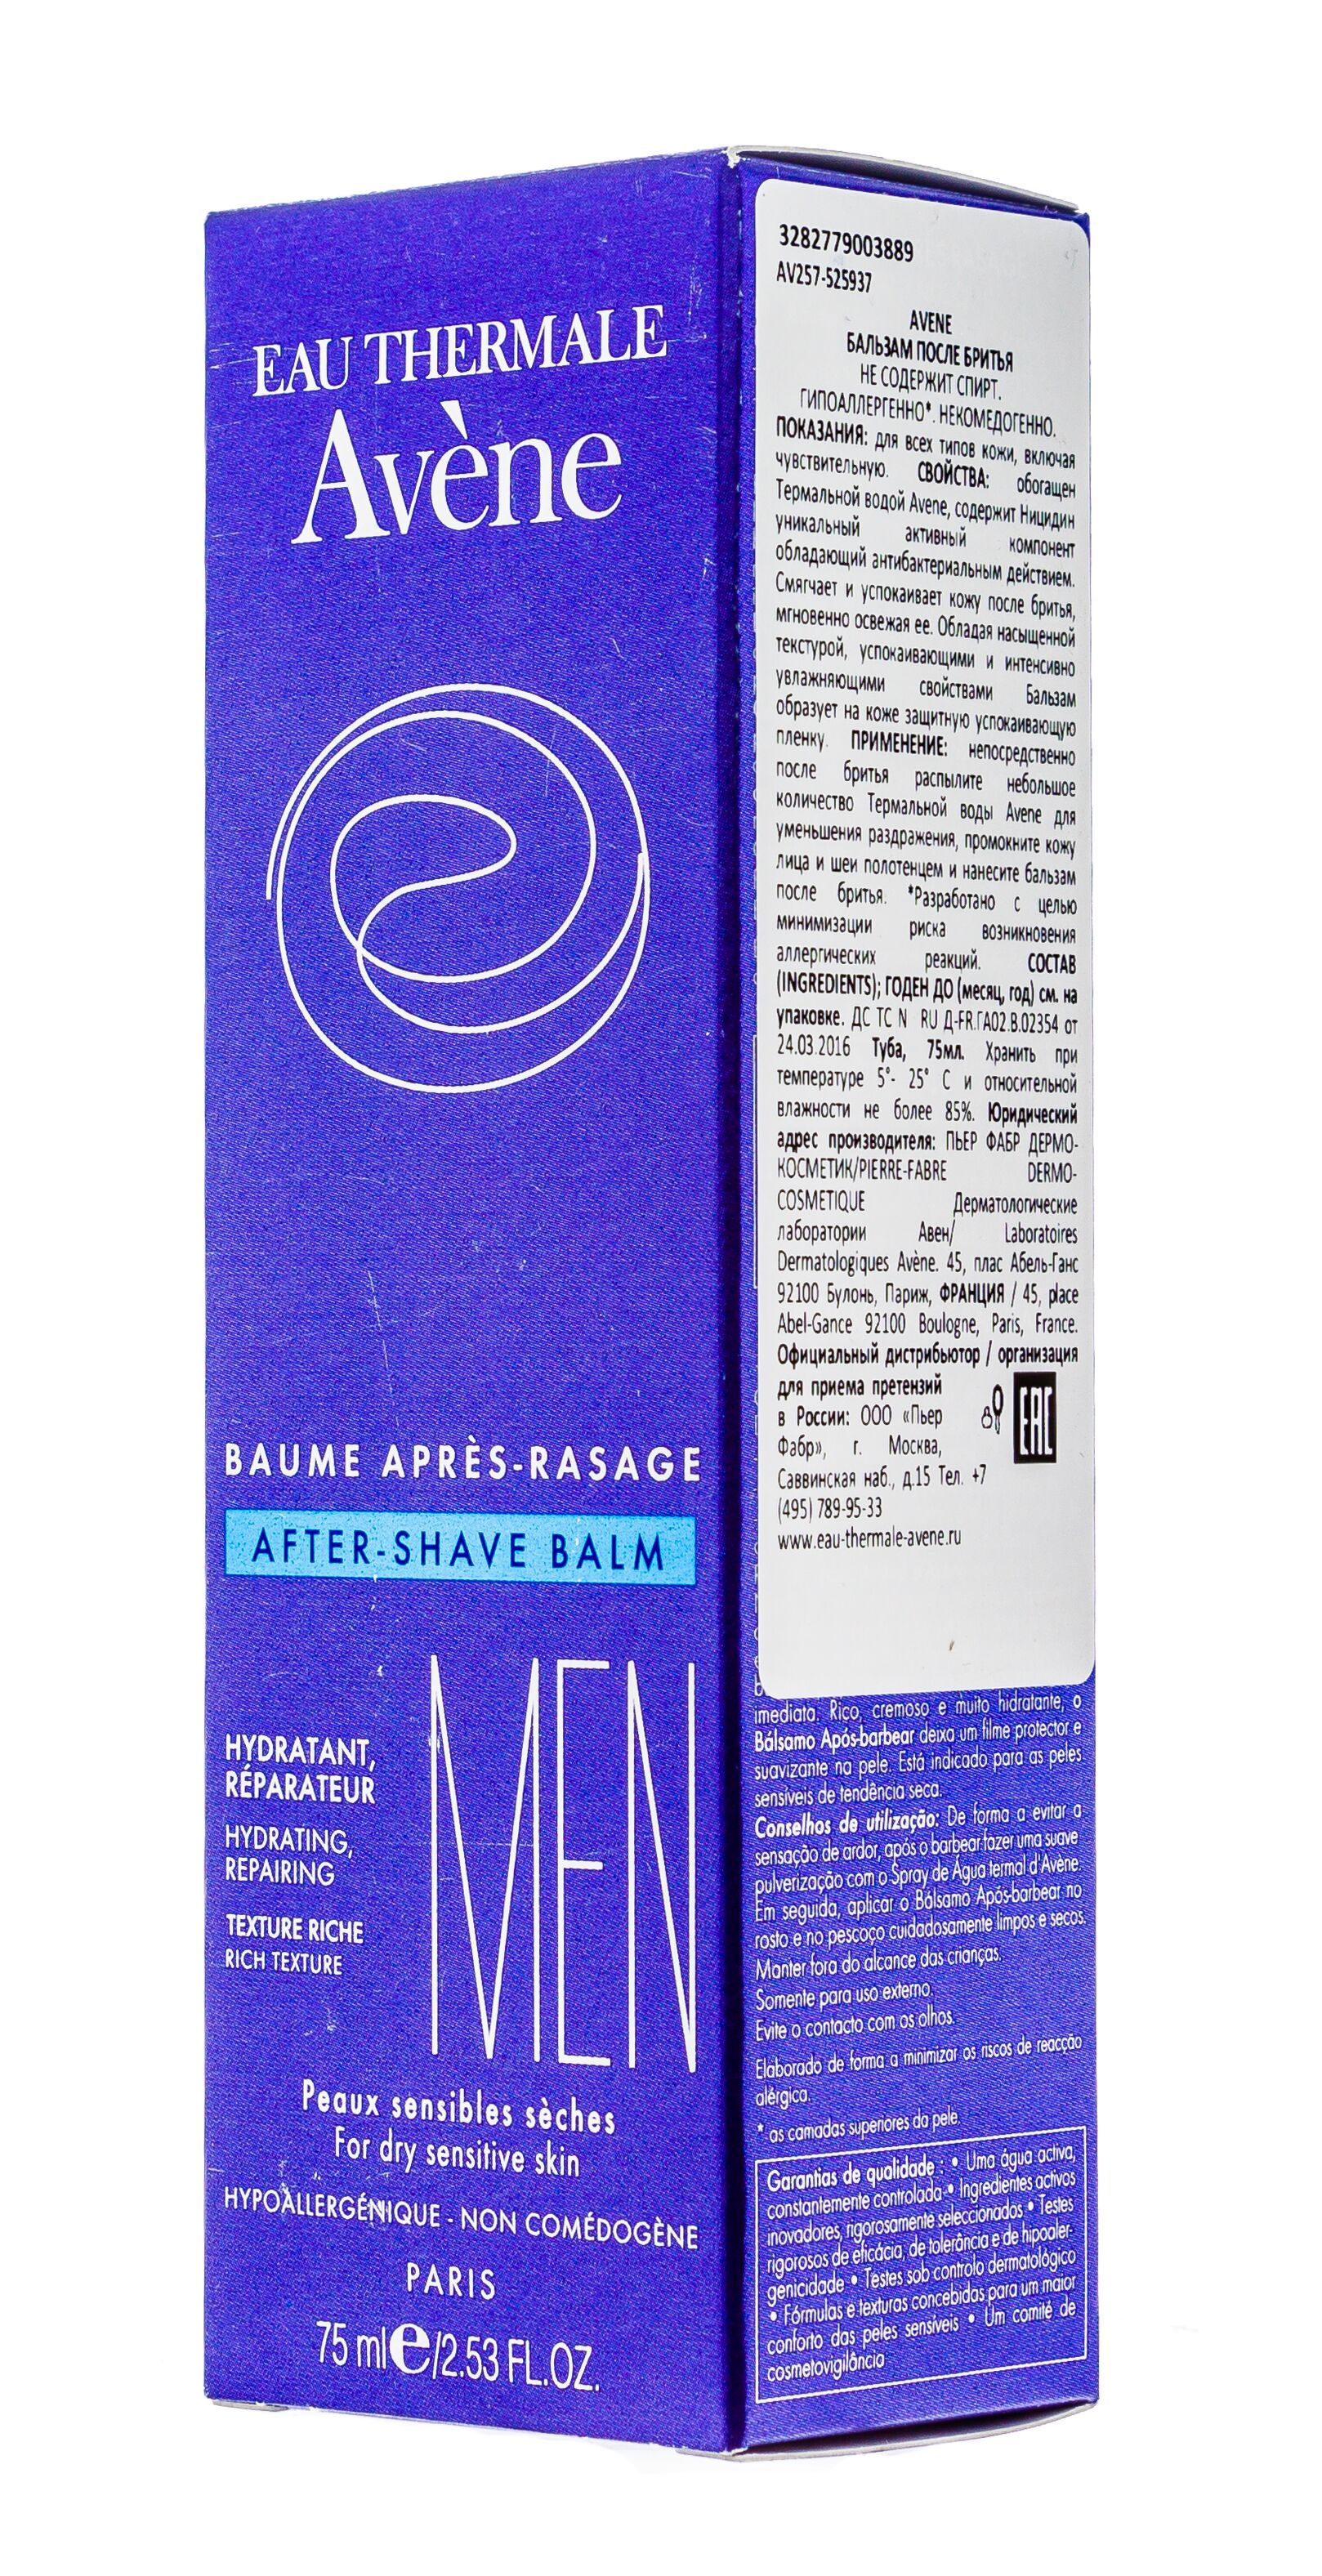 EAU THERMALE
Avène
BAUME APRÈS-RASAGE
AFTER-SHAVE BALM
HYDRATANT,
RÉPARATEUR
HYDRATING,
REPAIRING
TEXTURE RICHE
RICH TEXTURE
MEN
Peaux sensibles sèches
For dry sensitive skin
HYPOALLERGÉNIQUE - NON COMÉDOGÈNE
PARIS
75 ml e/2.53 FL.OZ.
3282779003889
AV257-525937
AVENE
БАЛЬЗАМ ПОСЛЕ БРИТЬЯ
НЕ СОДЕРЖИТ СПИРТ.
ГИПОАЛЛЕРГЕННО*. НЕКОМЕДОГЕННО.
ПОКАЗАНИЯ: для всех типов кожи, включая
чувствительную. СВОЙСТВА: обогащен
Термальной водой Avene, содержит Ницидин
уникальный активный компонент
обладающий антибактериальным действием.
Смягчает и успокаивает кожу после бритья,
мгновенно освежая ее. Обладая насыщенной
текстурой, успокаивающими и интенсивно
увлажняющими свойствами Бальзам
образует на коже защитную успокаивающую
пленку. ПРИМЕНЕНИЕ: непосредственно
после бритья распылите небольшое
количество Термальной воды Avene для
уменьшения раздражения, промокните кожу
лица и шеи полотенцем и нанесите бальзам
после бритья. *Разработано с целью
минимизации риска возникновения
аллергических реакций. СОСТАВ
(INGREDIENTS); ГОДЕН ДО (месяц, год) см. на
упаковке. ДС ТС N RU Д-FR.ГА02.В.02354 от
24.03.2016 Туба, 75мл. Хранить при
температуре 5°- 25° С и относительной
влажности не более 85%. Юридический
адрес производителя: ПЬЕР ФАБР ДЕРМО-
КОСМЕТИК/PIERRE-FABRE DERMO-
COSMETIQUE Дерматологические
лаборатории Авен/ Laboratoires
Dermatologiques Avène. 45, плас Абель-Ганс
92100 Булонь, Париж, ФРАНЦИЯ / 45, place
Abel-Gance 92100 Boulogne, Paris, France.
Официальный дистрибьютор / организация
для приема претензий
в России: ООО «Пьер
Фабр», г. Москва,
Саввинская наб., д.15 Тел. +7
(495) 789-95-33
www.eau-thermale-avene.ru
EAC
imediata. Rico, cremoso e muito hidratante, o
Bálsamo Após-barbear deixa um filme protector e
suavizante na pele. Está indicado para as peles
sensíveis de tendência seca.
Conselhos de utilização: De forma a evitar a
sensação de ardor, após o barbear fazer uma suave
pulverização com o Spray de Água termal d'Avène.
Em seguida, aplicar o Bálsamo Após-barbear no
rosto e no pescoço cuidadosamente limpos e secos.
Manter fora do alcance das crianças.
Somente para uso externo.
Evite o contacto com os olhos.
Elaborado de forma a minimizar os riscos de reacção
alérgica.
* as camadas superiores da pele.
Garantias de qualidade : • Uma água activa,
constantemente controlada • Ingredientes activos
inovadores, rigorosamente seleccionados • Testes
rigorosos de eficácia, de tolerância e de hipoaler-
genicidade • Testes sob controlo dermatológico
• Fórmulas e texturas concebidas para um maior
conforto das peles sensíveis • Um comité de
cosmetovigilância